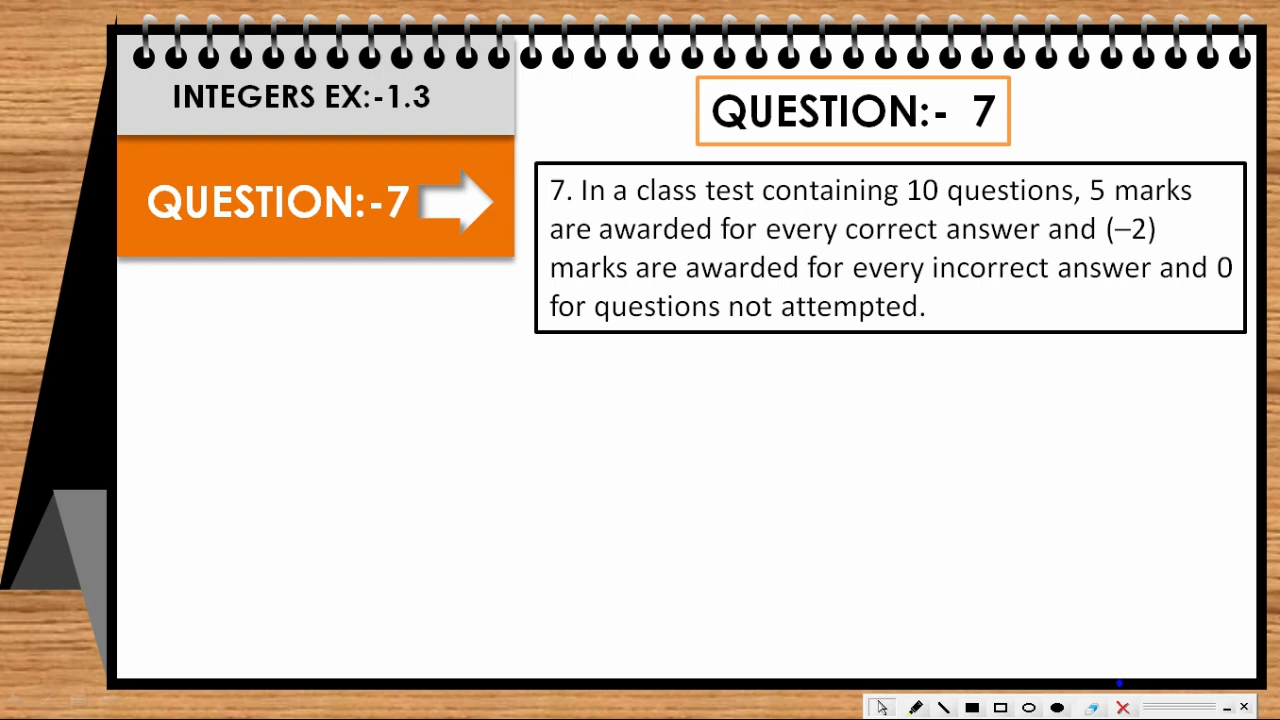 INTEGERS EX:-1.3
QUESTION:-7
QUESTION:- 7
7. In a class test containing 10 questions, 5 marks
are awarded for every correct answer and (–2)
marks are awarded for every incorrect answer and 0
for questions not attempted.